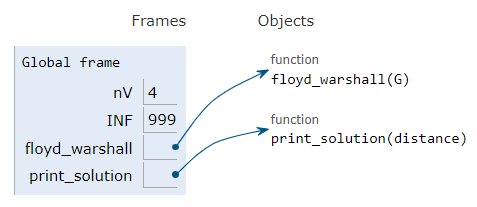 Frames Objects
Global frame
nV 4
INF 999
floyd_warshall
print_solution
function
floyd_warshall(G)
function
print_solution(distance)